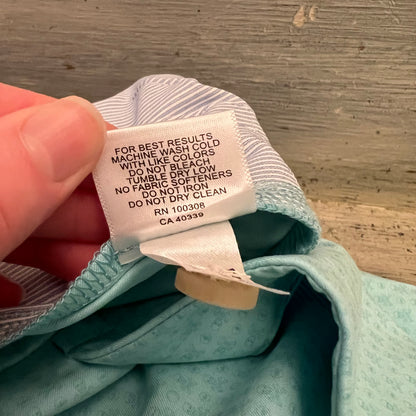 FOR BEST RESULTS
MACHINE WASH COLD
WITH LIKE COLORS
DO NOT BLEACH
TUMBLE DRY LOW
NO FABRIC SOFTENERS
DO NOT IRON
DO NOT DRY CLEAN
RN 100308
CA 40339